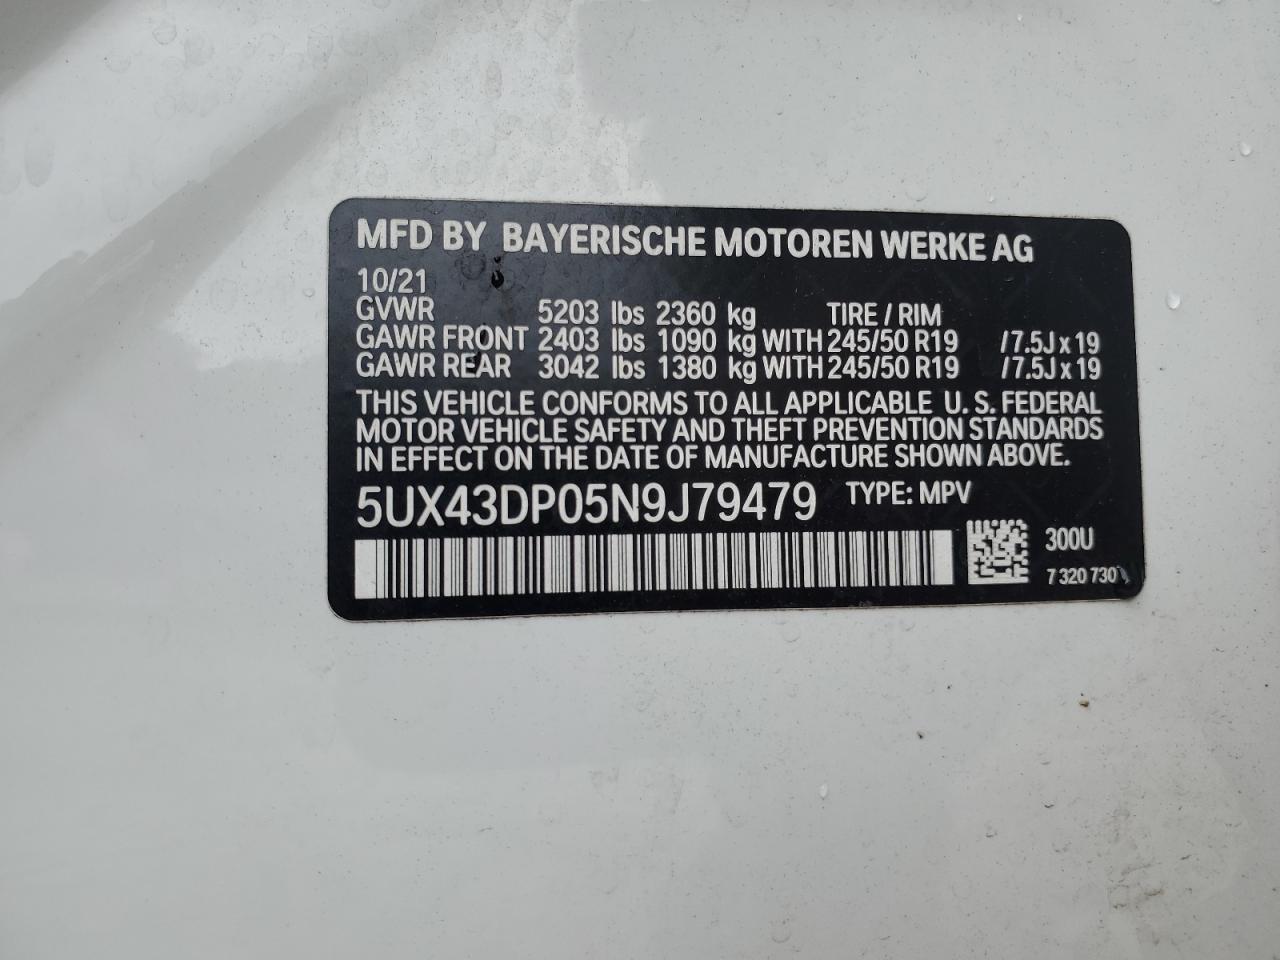 MFD BY BAYERISCHE MOTOREN WERKE AG
10/21
GVWR 5203 lbs 2360 kg TIRE / RIM
GAWR FRONT 2403 lbs 1090 kg WITH 245/50 R19 /7.5J x 19
GAWR REAR 3042 lbs 1380 kg WITH 245/50 R19 /7.5J x 19
THIS VEHICLE CONFORMS TO ALL APPLICABLE U. S. FEDERAL
MOTOR VEHICLE SAFETY AND THEFT PREVENTION STANDARDS
IN EFFECT ON THE DATE OF MANUFACTURE SHOWN ABOVE.
5UX43DP05N9J79479 TYPE: MPV
300U
7 320 730